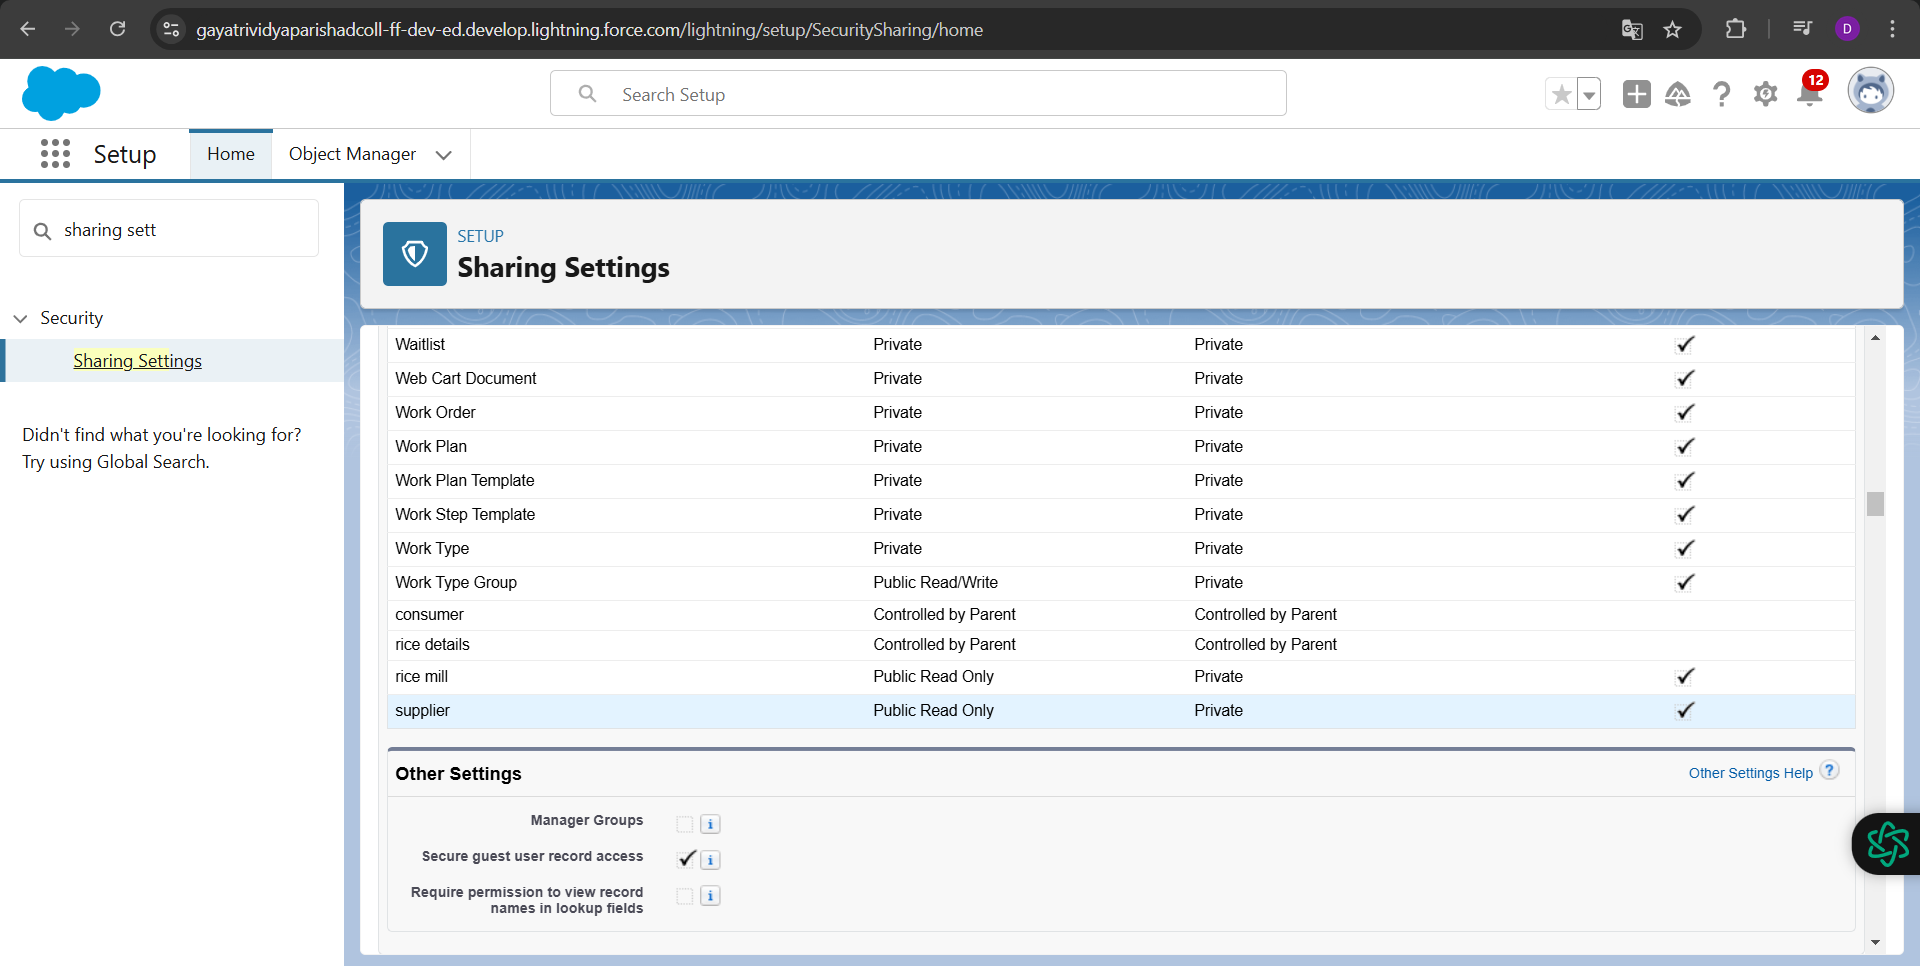 gayatrividyaparishadcoll-ff-dev-ed.develop.lightning.force.com/lightning/setup/SecuritySharing/home
D
Search Setup
12
Setup
Home
Object Manager
sharing sett
Security
Sharing Settings
Didn't find what you're looking for?
Try using Global Search.
SETUP
Sharing Settings
Waitlist Private Private
Web Cart Document Private Private
Work Order Private Private
Work Plan Private Private
Work Plan Template Private Private
Work Step Template Private Private
Work Type Private Private
Work Type Group Public Read/Write Private
consumer Controlled by Parent Controlled by Parent
rice details Controlled by Parent Controlled by Parent
rice mill Public Read Only Private
supplier Public Read Only Private
Other Settings
Other Settings Help ?
Manager Groups i
Secure guest user record access i
Require permission to view record
names in lookup fields i